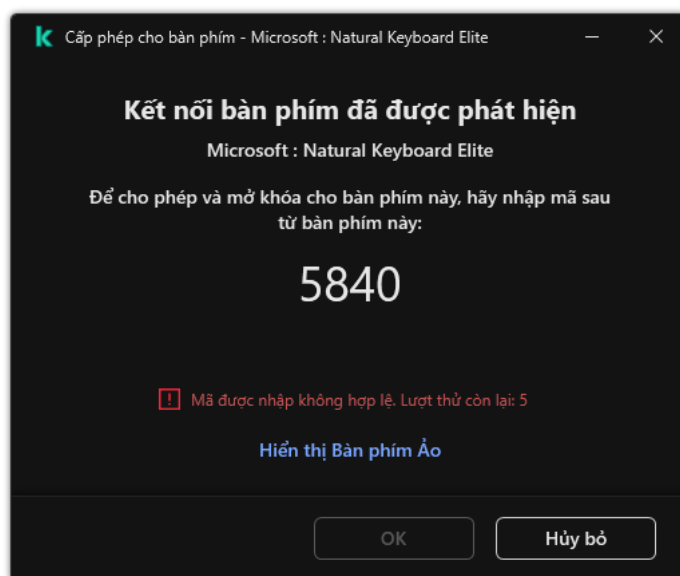 Cấp phép cho bàn phím - Microsoft : Natural Keyboard Elite
Kết nối bàn phím đã được phát hiện
Microsoft : Natural Keyboard Elite
Để cho phép và mở khóa cho bàn phím này, hãy nhập mã sau
từ bàn phím này:
5840
Mã được nhập không hợp lệ. Lượt thử còn lại: 5
Hiển thị Bàn phím Ảo
OK
Hủy bỏ